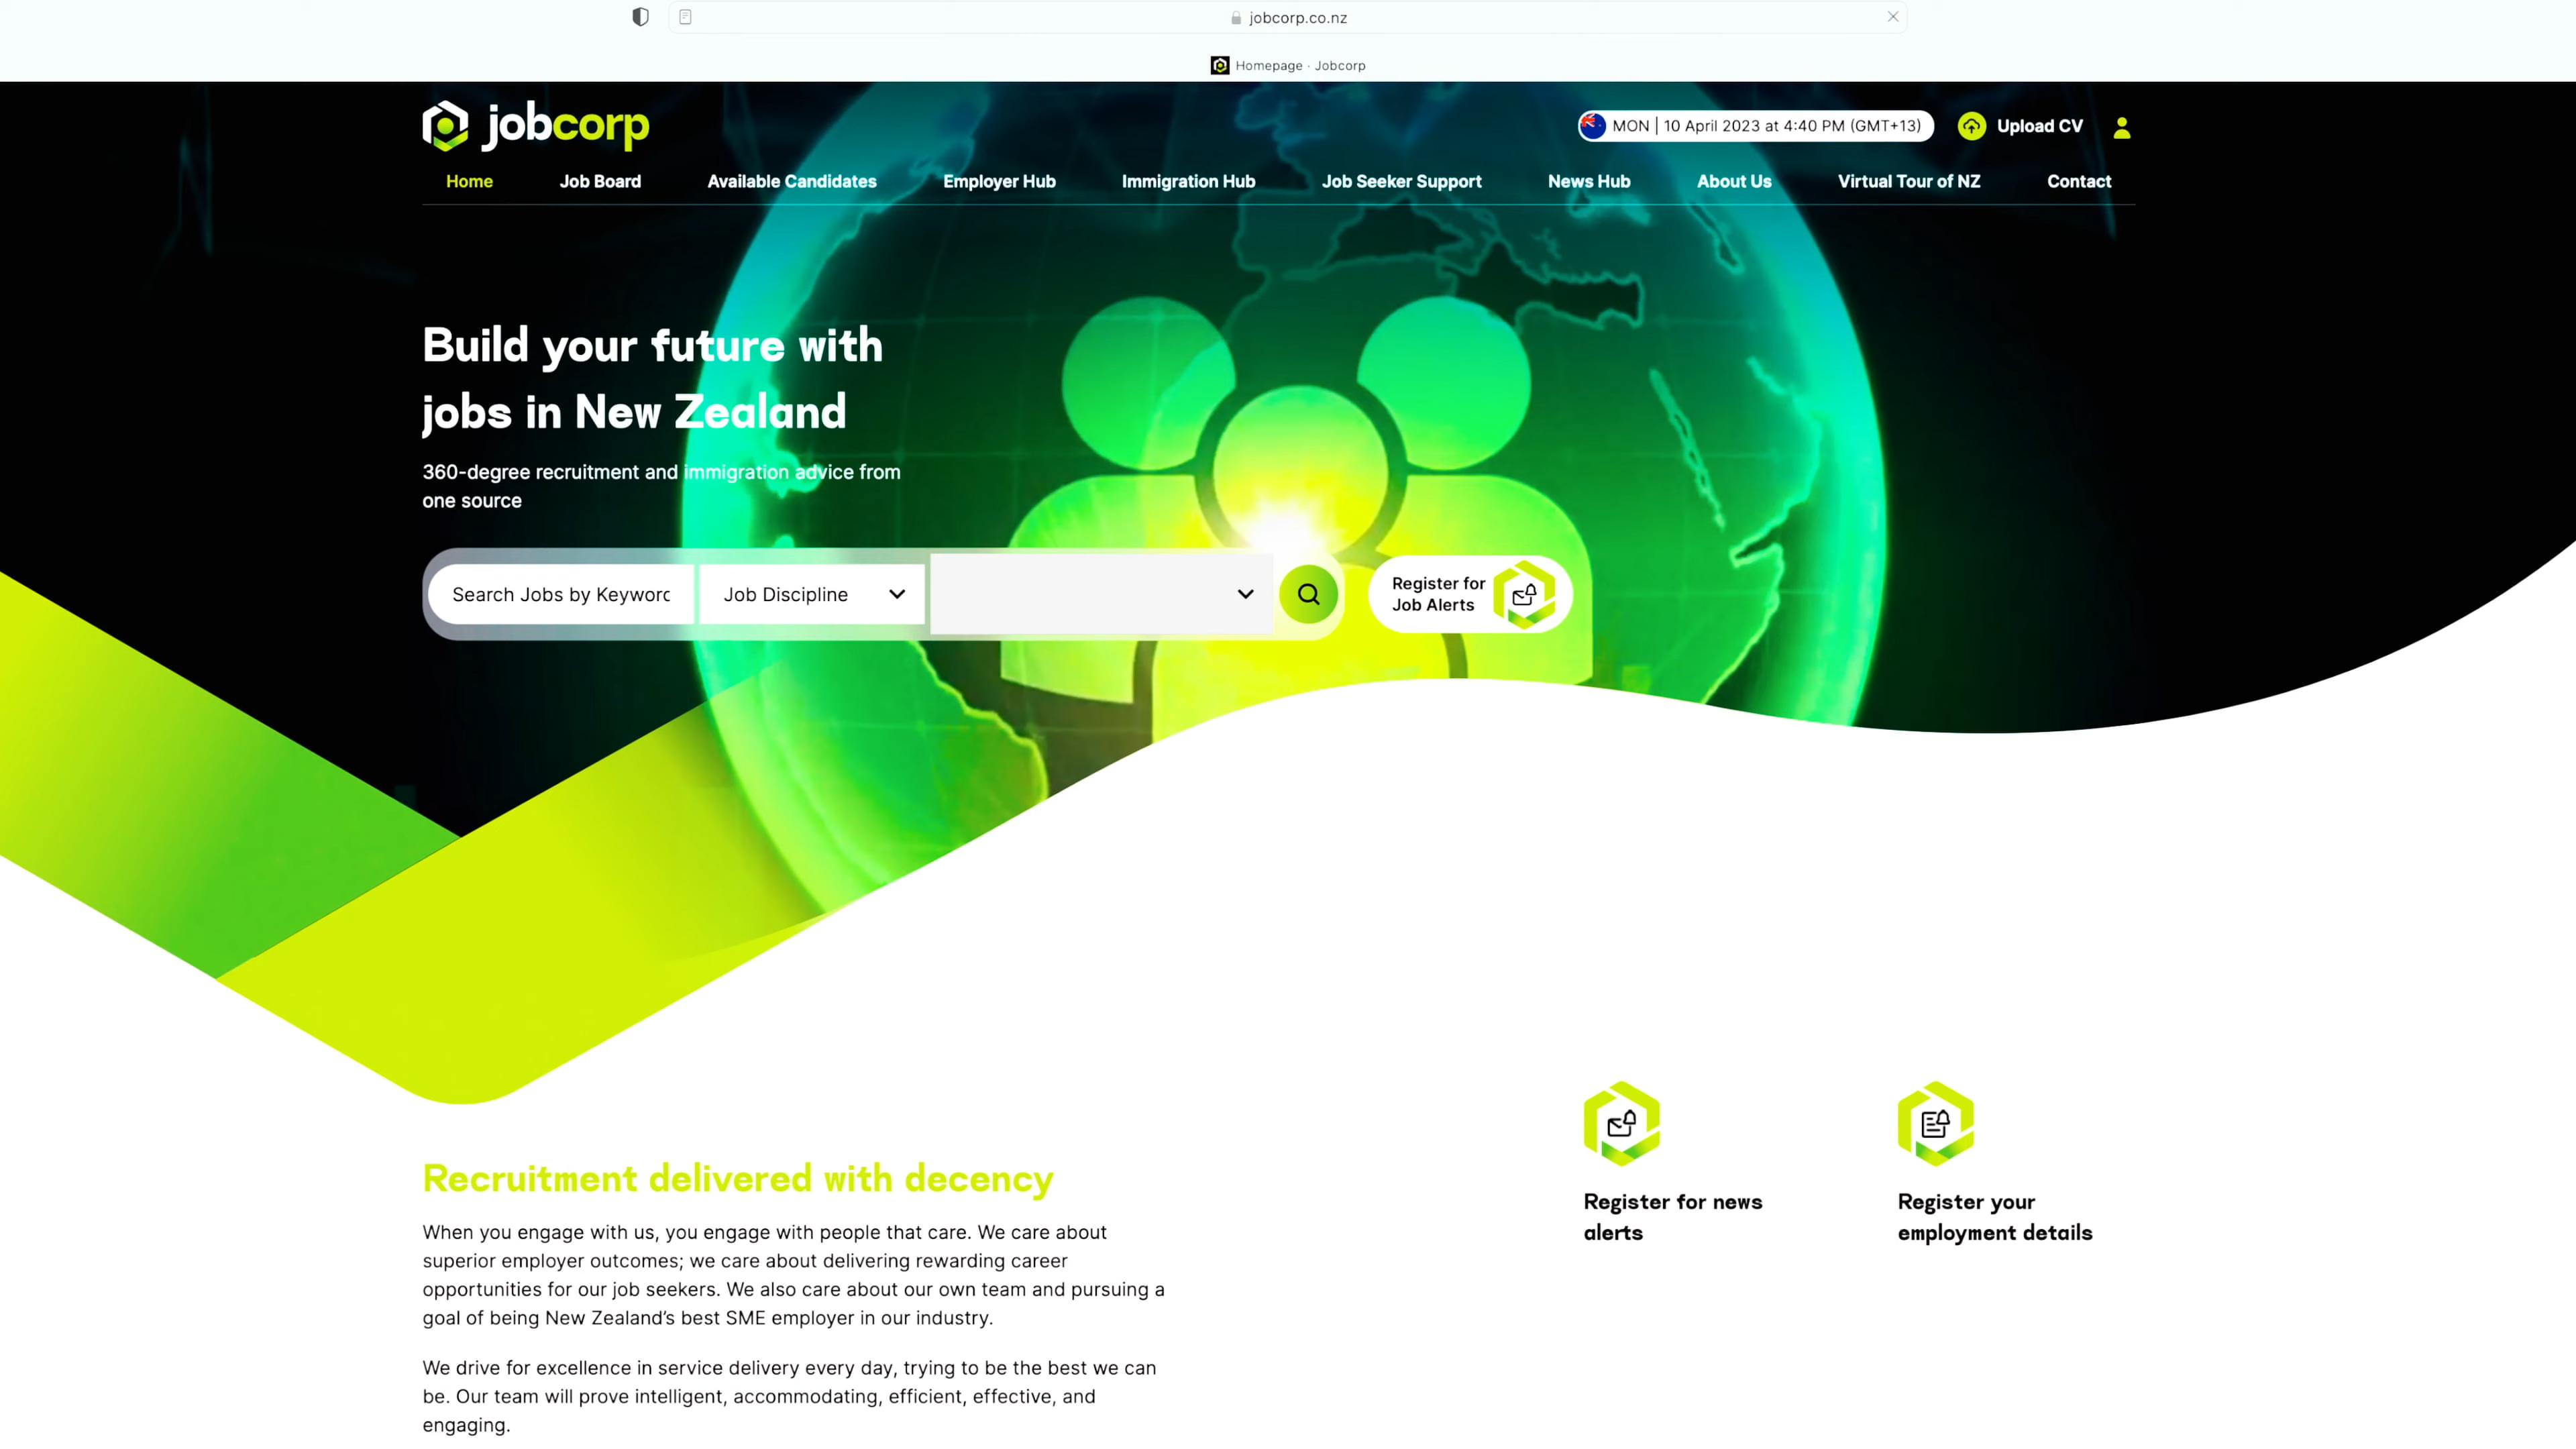 jobcorp.co.nz
Homepage · Jobcorp
jobcorp
MON | 10 April 2023 at 4:40 PM (GMT+13)
Upload CV
Home
Job Board
Available Candidates
Employer Hub
Immigration Hub
Job Seeker Support
News Hub
About Us
Virtual Tour of NZ
Contact
Build your future with
jobs in New Zealand
360-degree recruitment and immigration advice from
one source
Search Jobs by Keyworc
Job Discipline
Register for
Job Alerts
Recruitment delivered with decency
When you engage with us, you engage with people that care. We care about
superior employer outcomes; we care about delivering rewarding career
opportunities for our job seekers. We also care about our own team and pursuing a
goal of being New Zealand’s best SME employer in our industry.
We drive for excellence in service delivery every day, trying to be the best we can
be. Our team will prove intelligent, accommodating, efficient, effective, and
engaging.
Register for news
alerts
Register your
employment details